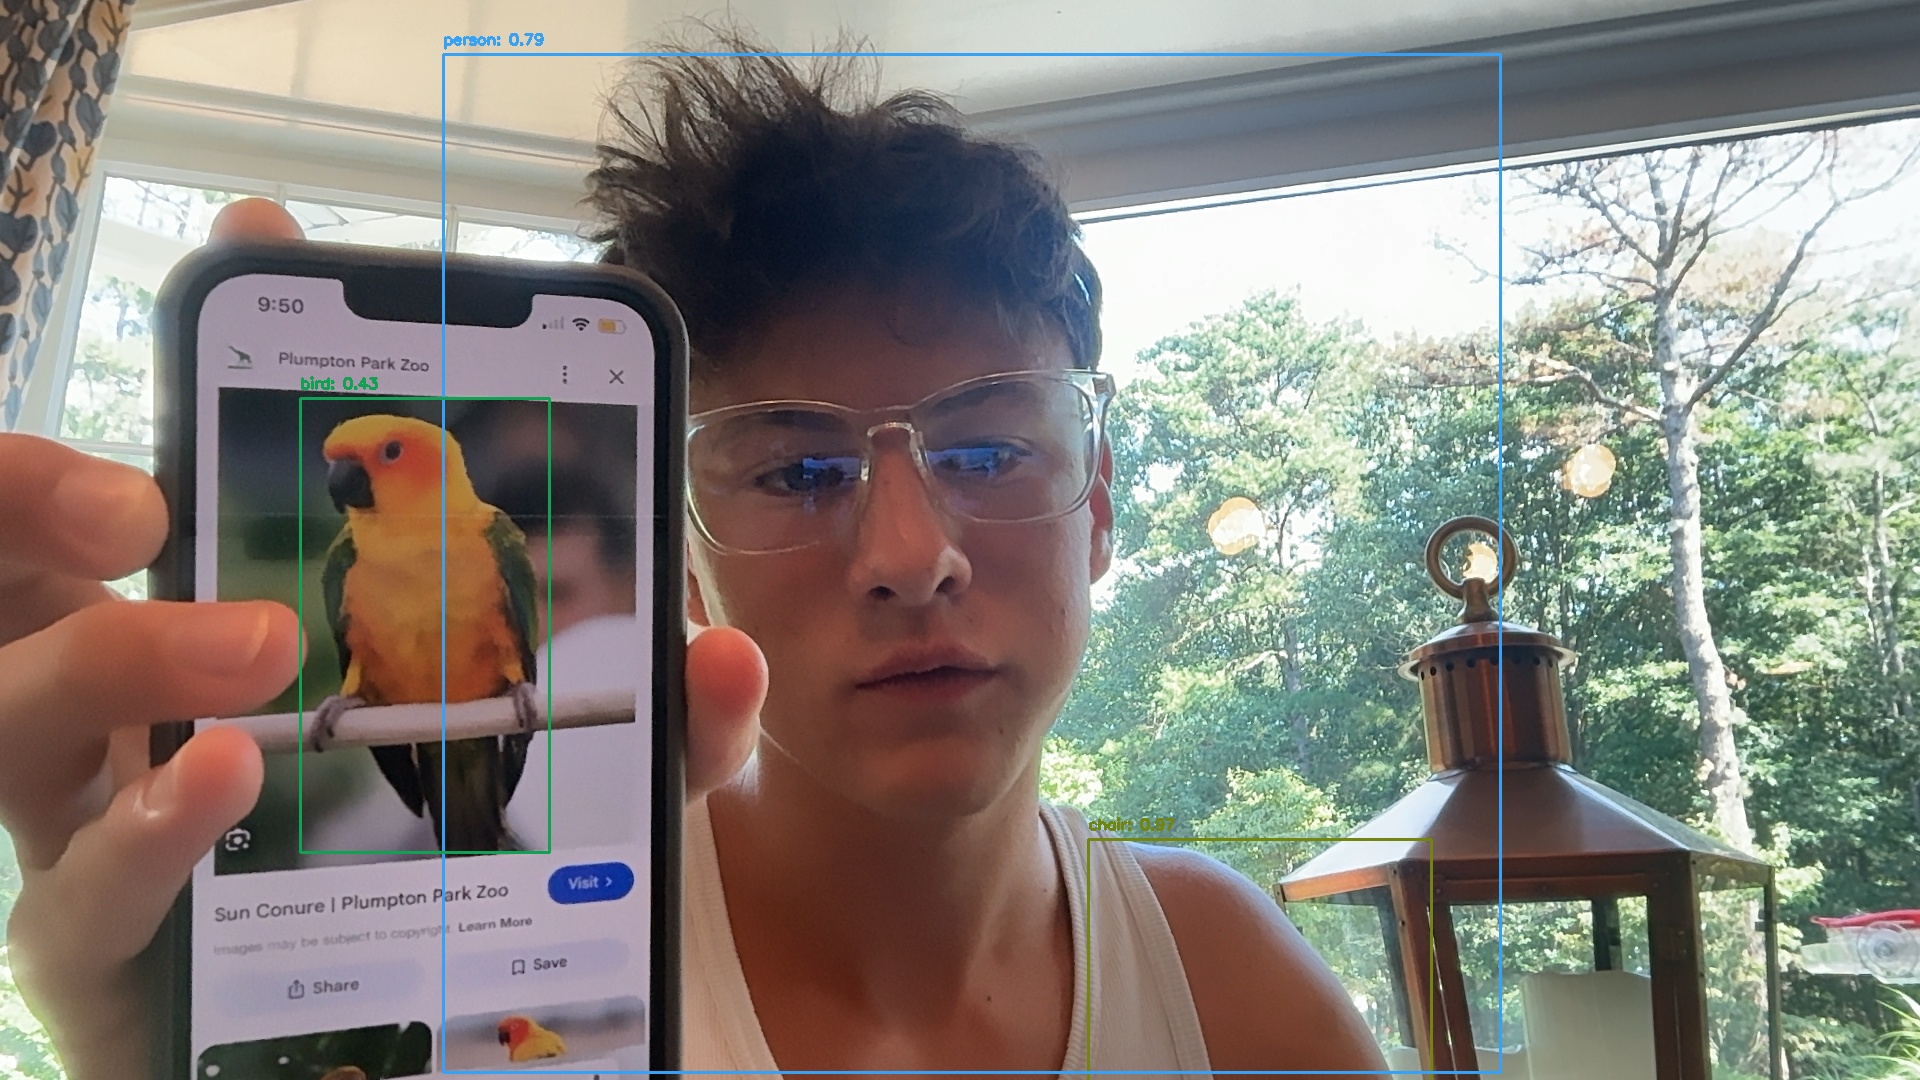 person: 0.79
9:50
Plumpton Park Zoo
bird: 0.43
chair: 0.87
Sun Conure | Plumpton Park Zoo
Visit >
Images may be subject to copyright. Learn More
Share
Save